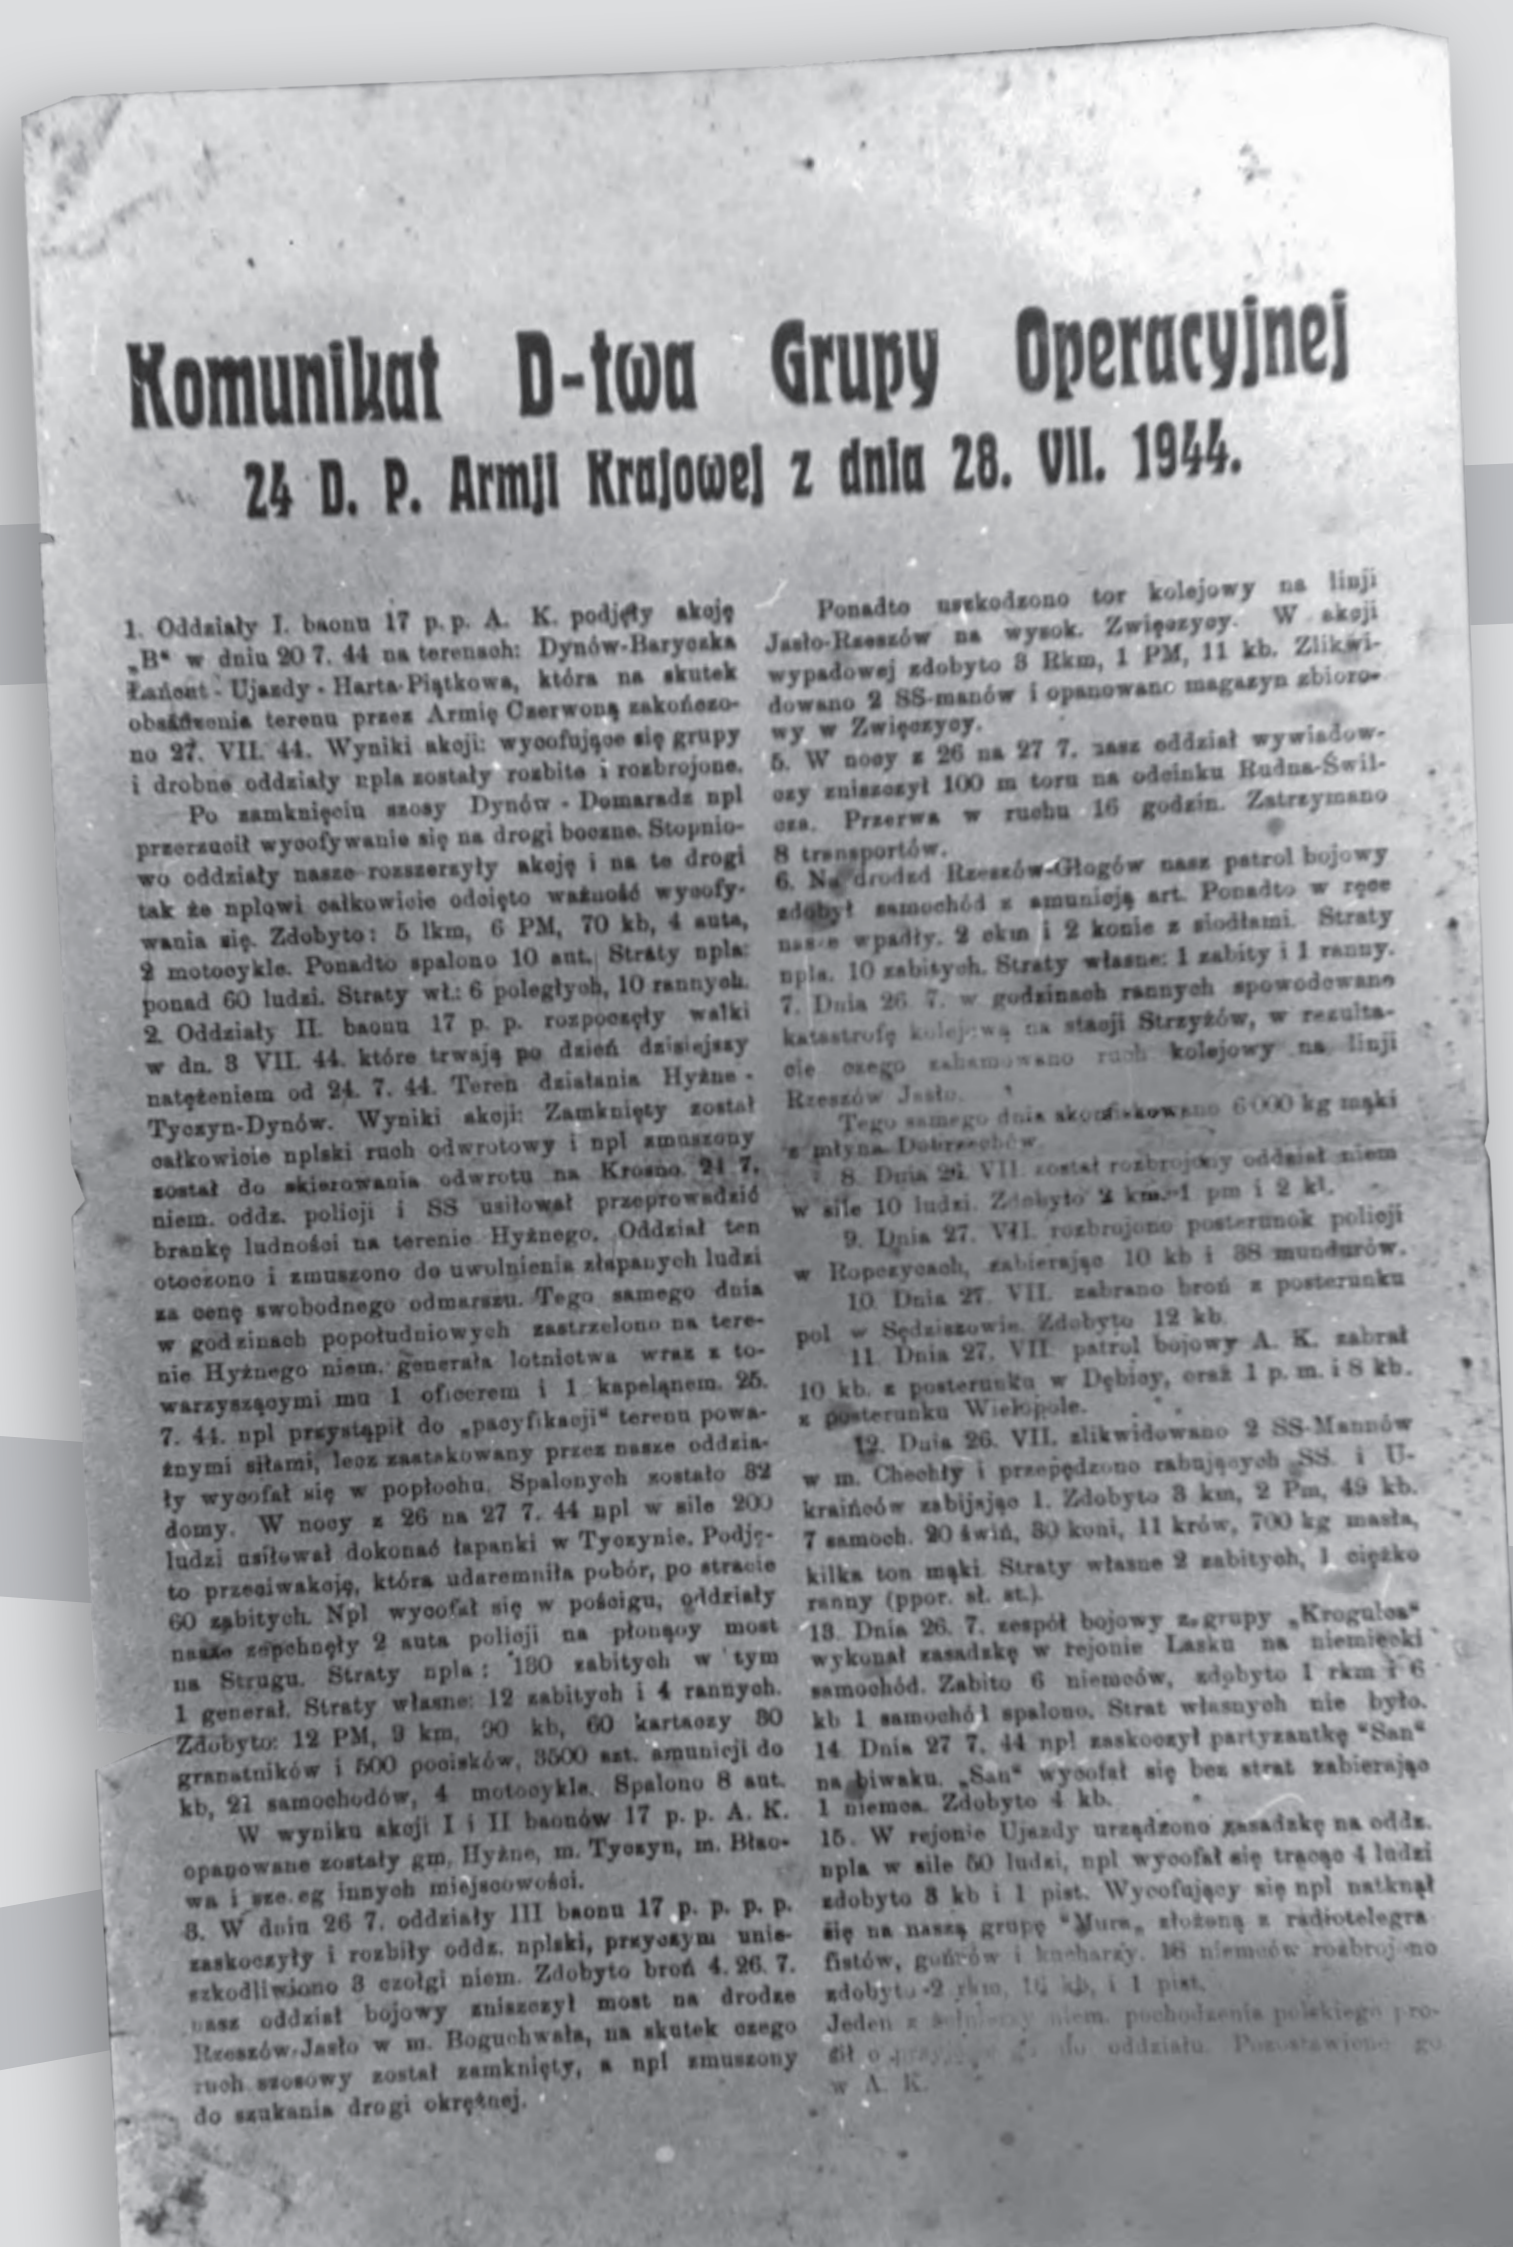 Komunikat D-twa Grupy Operacyjnej
24 D. P. Armji Krajowej z dnia 28. VII. 1944.
1. Oddziały I. baonu 17 p. p. A. K. podjęły akcję
„B“ w dniu 20 7. 44 na terenach: Dynów-Baryczka
Łańcut - Ujazdy - Harta-Piątkowa, która na skutek
obsadzenia terenu przez Armię Czerwoną zakończo-
no 27. VII. 44. Wyniki akcji: wycofujące się grupy
i drobne oddziały npla zostały rozbite i rozbrojone.
Po zamknięciu szosy Dynów - Domaradz npl
przerzucił wycofywanie się na drogi boczne. Stopnio-
wo oddziały nasze rozszerzyły akcję i na te drogi
tak że nplowi całkowicie odcięto ważność wycofy-
wania się. Zdobyto: 5 lkm, 6 PM, 70 kb, 4 auta,
2 motocykle. Ponadto spalono 10 aut. Straty npla:
ponad 60 ludzi. Straty wł.: 6 poległych, 10 rannych.
2. Oddziały II. baonu 17 p. p. rozpoczęły walki
w dn. 3 VII. 44. które trwają po dzień dzisiejszy
natężeniem od 24. 7. 44. Teren działania Hyżne -
Tyczyn-Dynów. Wyniki akcji: Zamknięty został
całkowicie nplski ruch odwrotowy i npl zmuszony
został do skierowania odwrotu na Krosno. 24 7.
niem. oddz. policji i SS usiłował przeprowadzić
brankę ludności na terenie Hyżnego. Oddział ten
otoczono i zmuszono do uwolnienia złapanych ludzi
za cenę swobodnego odmarszu. Tego samego dnia
w godzinach popołudniowych zastrzelono na tere-
nie Hyżnego niem. generała lotnictwa wraz z to-
warzyszącymi mu 1 oficerem i 1 kapelanem. 25.
7. 44. npl przystąpił do „pacyfikacji“ terenu powa-
żnymi siłami, lecz zaatakowany przez nasze oddzia-
ły wycofał się w popłochu. Spalonych zostało 32
domy. W nocy z 26 na 27 7. 44 npl w sile 200
ludzi usiłował dokonać łapanki w Tyczynie. Podję-
to przeciwakcję, która udaremniła pobór, po stracie
60 zabitych. Npl wycofał się w pościgu, oddziały
nasze zepchnęły 2 auta policji na płonący most
na Strugu. Straty npla: 130 zabitych w tym
1 generał. Straty własne: 12 zabitych i 4 rannych.
Zdobyto: 12 PM, 9 km, 90 kb, 60 kartaczy 80
granatników i 500 pocisków, 3500 szt. amunicji do
kb, 21 samochodów, 4 motocykle. Spalono 8 aut.
W wyniku akcji I i II baonów 17 p. p. A. K.
opanowane zostały gm. Hyżne, m. Tyczyn, m. Błao-
wa i sze.eg innych miejscowości.
3. W dniu 26 7. oddziały III baonu 17 p. p. p. p.
zaskoczyły i rozbiły oddz. nplski, przyczym unie-
szkodliwiono 3 czołgi niem. Zdobyto broń 4. 26. 7.
nasz oddział bojowy zniszczył most na drodze
Rzeszów-Jasło w m. Boguchwała, na skutek czego
ruch szosowy został zamknięty, a npl zmuszony
do szukania drogi okrężnej.
Ponadto uszkodzono tor kolejowy na linji
Jasło-Rzeszów na wysok. Zwięczycy. W akcji
wypadowej zdobyto 3 Rkm, 1 PM, 11 kb. Zlikwi-
dowano 2 SS-manów i opanowano magazyn zbioro-
wy w Zwięczycy.
5. W nocy z 26 na 27 7. nasz oddział wywiadow-
czy zniszczył 100 m toru na odcinku Rudna-Świl-
cza. Przerwa w ruchu 16 godzin. Zatrzymano
8 transportów.
6. Na drodzd Rzeszów-Głogów nasz patrol bojowy
zdobył samochód z amunicją art. Ponadto w ręce
nasze wpadły. 2 ckm i 2 konie z siodłami. Straty
npla. 10 zabitych. Straty własne: 1 zabity i 1 ranny.
7. Dnia 26. 7. w godzinach rannych spowodowano
katastrofę kolejową na stacji Strzyżów, w rezulta-
cie czego zahamowano ruch kolejowy na linji
Rzeszów Jasło.
Tego samego dnia skonfiskowano 6000 kg mąki
z młyna Dobrzechów.
8. Dnia VII. został rozbrojony oddział niem
w sile 10 ludzi. Zdobyto 2 km. 1 pm i 2 kł.
9. Dnia 27. VII. rozbrojono posterunok policji
w Ropczycach, zabierając 10 kb i 38 mundurów.
10. Dnia 27. VII. zabrano broń z posterunku
pol w Sędziszowie. Zdobyto 12 kb.
11. Dnia 27. VII. patrol bojowy A. K. zabrał
10 kb. z posterunku w Dębicy, oraz 1 p. m. i 8 kb.
z posterunku Wielopole.
12. Dnia 26. VII. zlikwidowano 2 SS-Mannów
w m. Chechły i przepędzono rabujących SS. i U-
kraińców zabijając 1. Zdobyto 3 km, 2 Pm, 49 kb.
7 samoch. 20 świń, 30 koni, 11 krów, 700 kg masła,
kilka ton mąki. Straty własne 2 zabitych, 1 ciężko
ranny (ppor. sł. st.).
13. Dnia 26. 7. zespół bojowy z grupy „Krogulca“
wykonał zasadzkę w rejonie Lasku na niemiecki
samochód. Zabito 6 niemców, zdobyto 1 rkm i 6
kb 1 samochód spalono. Strat własnych nie było.
14. Dnia 27 7. 44 npl zaskoczył partyzantkę “San“
na biwaku. „San“ wycofał się bez strat zabierając
1 niemca. Zdobyto 4 kb.
15. W rejonie Ujazdy urządzono zasadzkę na oddz.
npla w sile 50 ludzi, npl wycofał się tracąc 4 ludzi
zdobyto 3 kb i 1 pist. Wycofujący się npl natknął
się na naszą grupę “Mura„ złożoną z radiotelegra
fistów, gońców i kucharzy. 16 niemców rozbrojono
zdobyto 2 rkm, 16 kb, i 1 pist.
Jeden z żołnierzy niem. pochodzenia polskiego pro-
sił o do oddziału. Pozostawiono go
w A. K.